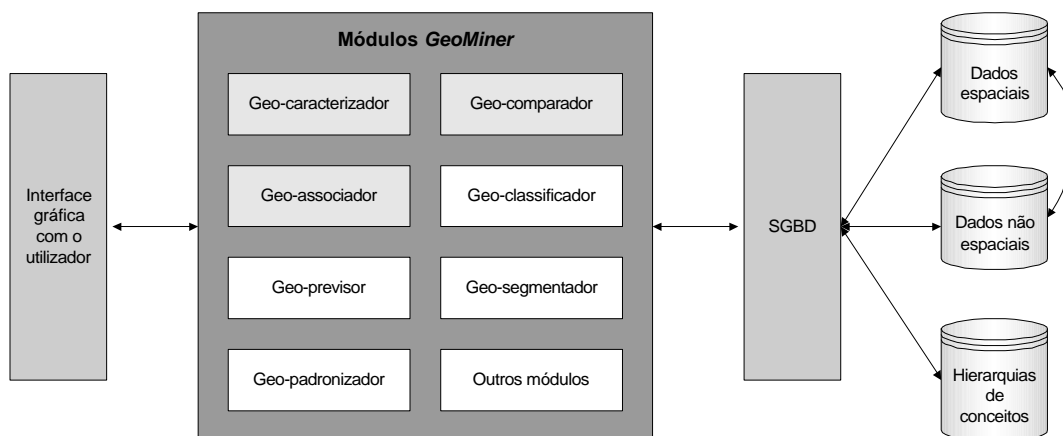 Módulos GeoMiner
Interface
gráfica
com o
utilizador
Geo-caracterizador
Geo-comparador
Geo-associador
Geo-classificador
Geo-previsor
Geo-segmentador
Geo-padronizador
Outros módulos
SGBD
Dados
espaciais
Dados não
espaciais
Hierarquias
de
conceitos